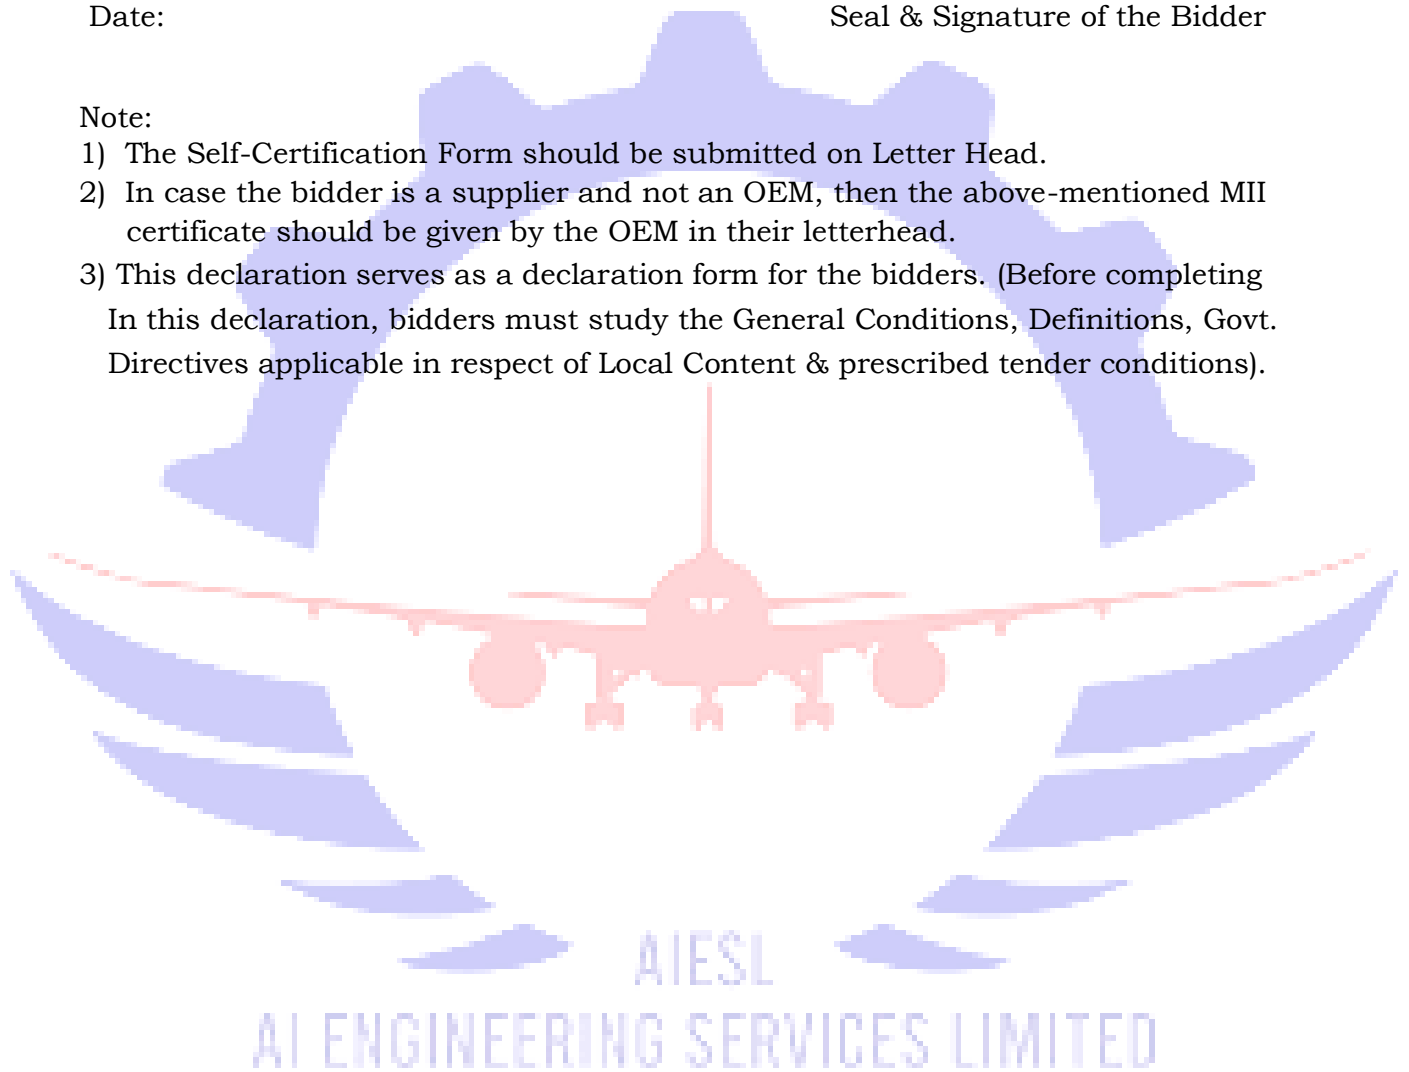 Date: Seal & Signature of the Bidder
Note:
1) The Self-Certification Form should be submitted on Letter Head.
2) In case the bidder is a supplier and not an OEM, then the above-mentioned MII
certificate should be given by the OEM in their letterhead.
3) This declaration serves as a declaration form for the bidders. (Before completing
In this declaration, bidders must study the General Conditions, Definitions, Govt.
Directives applicable in respect of Local Content & prescribed tender conditions).
AIESL
AI ENGINEERING SERVICES LIMITED